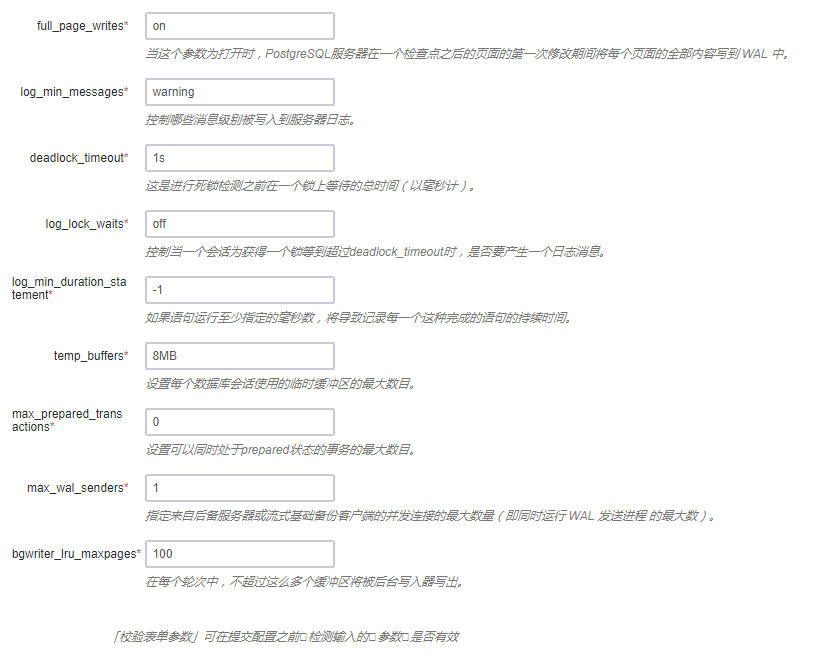 full_page_writes* on
当这个参数为打开时，PostgreSQL服务器在一个检查点之后的页面的第一次修改期间将每个页面的全部内容写到 WAL 中。
log_min_messages* warning
控制哪些消息级别被写入到服务器日志。
deadlock_timeout* 1s
这是进行死锁检测之前在一个锁上等待的总时间（以毫秒计）。
log_lock_waits* off
控制当一个会话为获得一个锁等到超过deadlock_timeout时，是否要产生一个日志消息。
log_min_duration_sta
tement* -1
如果语句运行至少指定的毫秒数，将导致记录每一个这种完成的语句的持续时间。
temp_buffers* 8MB
设置每个数据库会话使用的临时缓冲区的最大数目。
max_prepared_trans
actions* 0
设置可以同时处于prepared状态的事务的最大数目。
max_wal_senders* 1
指定来自后备服务器或流式基础备份客户端的并发连接的最大数量（即同时运行 WAL 发送进程 的最大数）。
bgwriter_lru_maxpages* 100
在每个轮次中，不超过这么多个缓冲区将被后台写入器写出。
「校验表单参数」可在提交配置之前□检测输入的□参数□是否有效